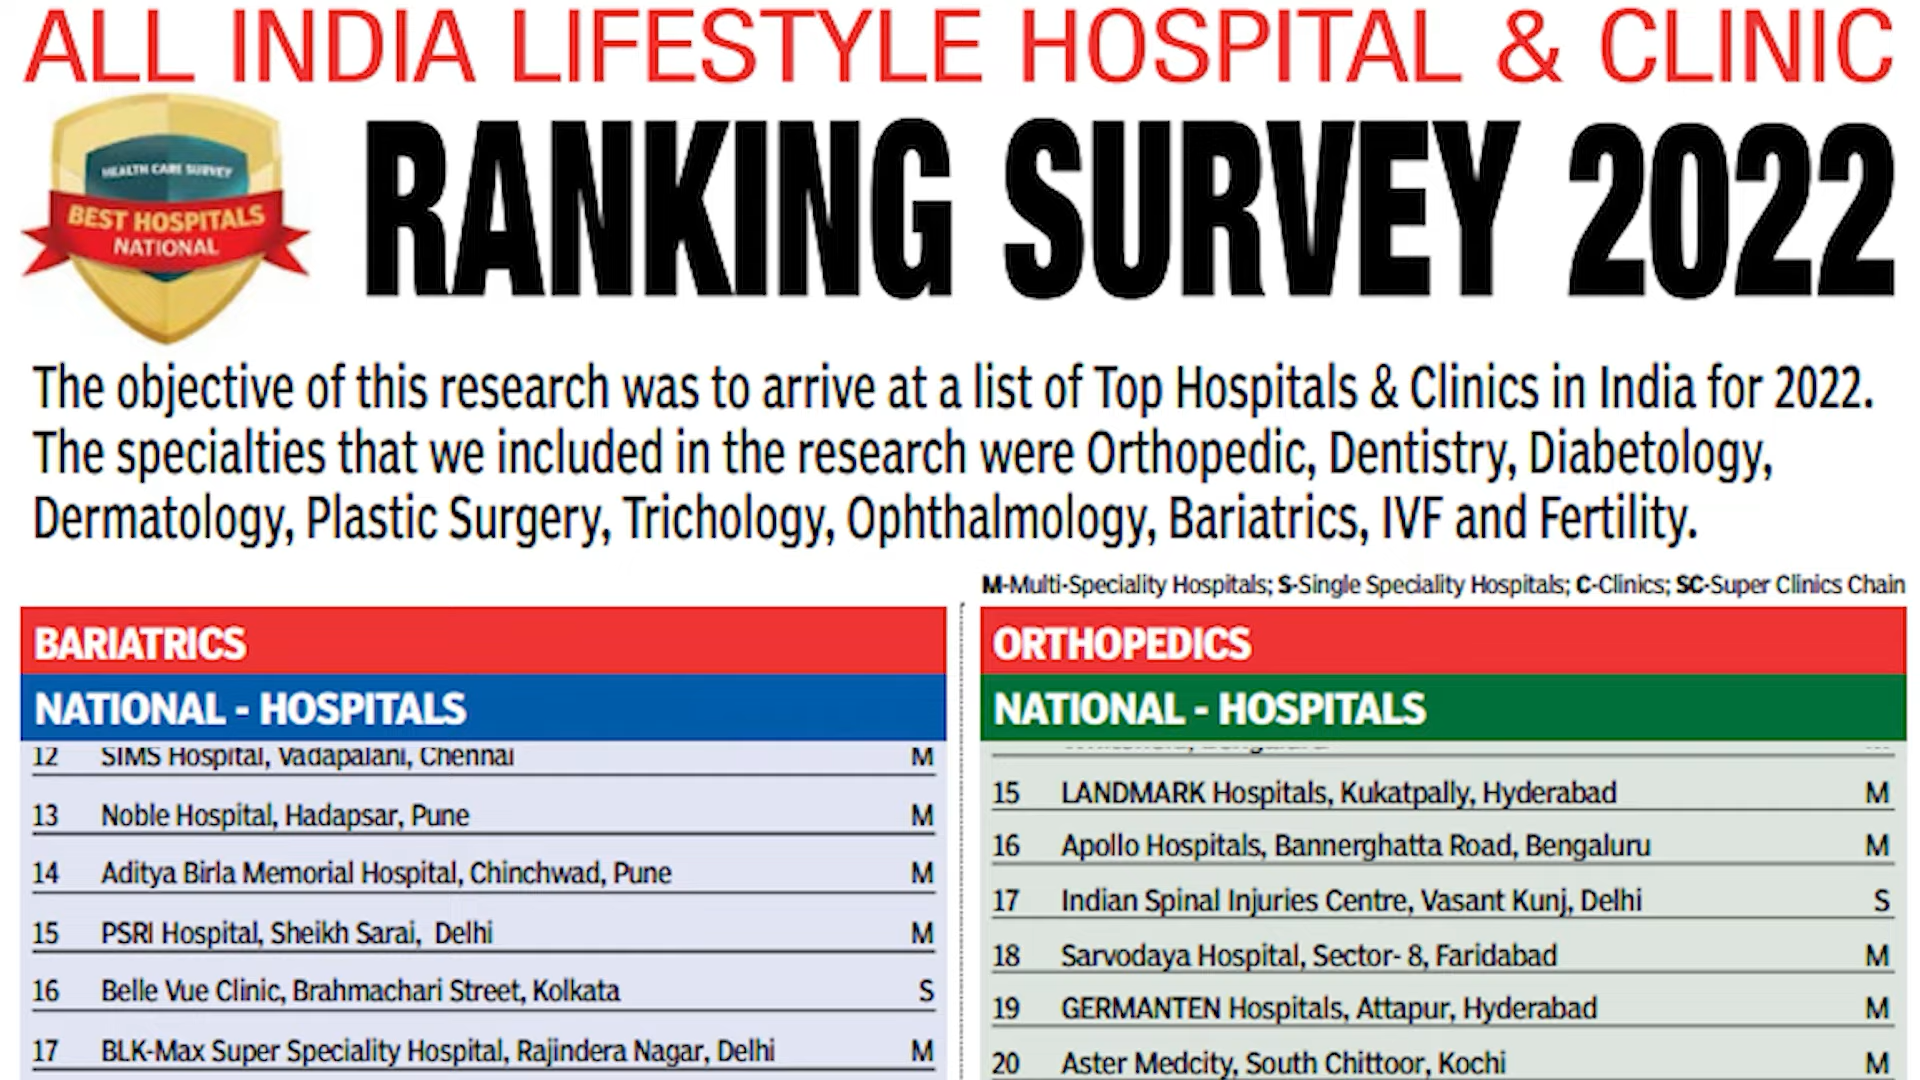 ALL INDIA LIFESTYLE HOSPITAL & CLINIC
HEALTH CARE SURVEY
BEST HOSPITALS
NATIONAL
RANKING SURVEY 2022
The objective of this research was to arrive at a list of Top Hospitals & Clinics in India for 2022.
The specialties that we included in the research were Orthopedic, Dentistry, Diabetology,
Dermatology, Plastic Surgery, Trichology, Ophthalmology, Bariatrics, IVF and Fertility.
M-Multi-Speciality Hospitals; S-Single Speciality Hospitals; C-Clinics; SC-Super Clinics Chain
BARIATRICS
NATIONAL - HOSPITALS
12 SIMS Hospital, Vadapalani, Chennai M
13 Noble Hospital, Hadapsar, Pune M
14 Aditya Birla Memorial Hospital, Chinchwad, Pune M
15 PSRI Hospital, Sheikh Sarai, Delhi M
16 Belle Vue Clinic, Brahmachari Street, Kolkata S
17 BLK-Max Super Speciality Hospital, Rajindera Nagar, Delhi M
ORTHOPEDICS
NATIONAL - HOSPITALS
15 LANDMARK Hospitals, Kukatpally, Hyderabad M
16 Apollo Hospitals, Bannerghatta Road, Bengaluru M
17 Indian Spinal Injuries Centre, Vasant Kunj, Delhi S
18 Sarvodaya Hospital, Sector- 8, Faridabad M
19 GERMANTEN Hospitals, Attapur, Hyderabad M
20 Aster Medcity, South Chittoor, Kochi M